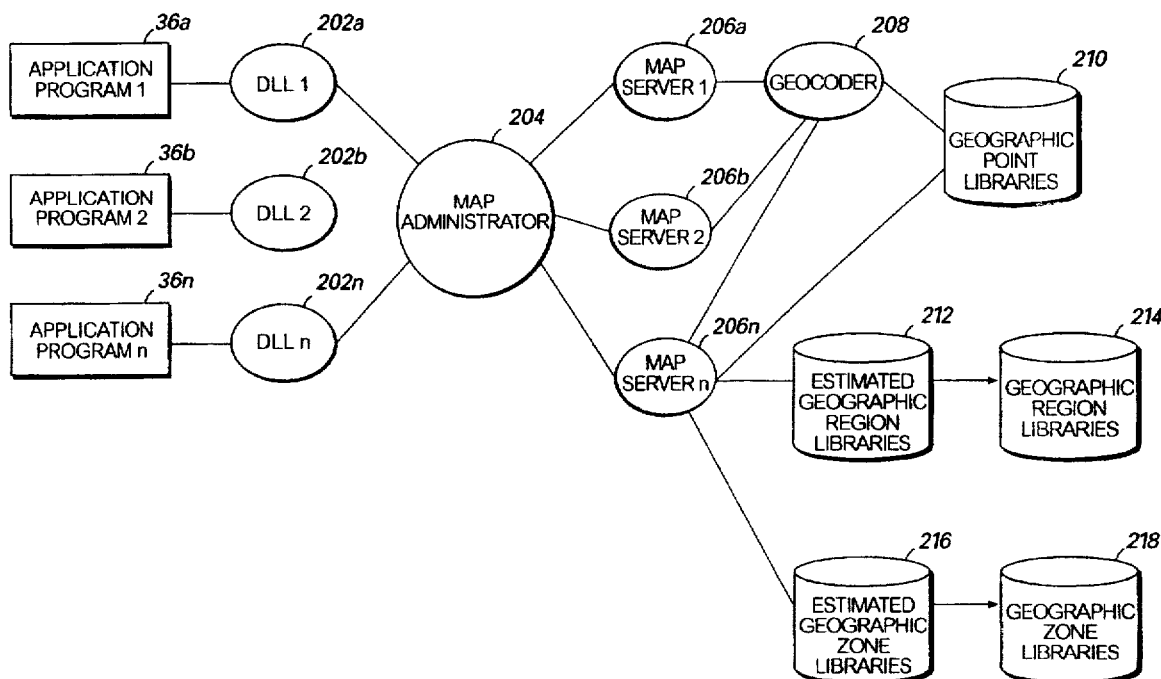 36a
APPLICATION
PROGRAM 1
202a
DLL 1
36b
APPLICATION
PROGRAM 2
202b
DLL 2
36n
APPLICATION
PROGRAM n
202n
DLL n
204
MAP
ADMINISTRATOR
206a
MAP
SERVER 1
206b
MAP
SERVER 2
206n
MAP
SERVER n
208
GEOCODER
210
GEOGRAPHIC
POINT
LIBRARIES
212
ESTIMATED
GEOGRAPHIC
REGION
LIBRARIES
214
GEOGRAPHIC
REGION
LIBRARIES
216
ESTIMATED
GEOGRAPHIC
ZONE
LIBRARIES
218
GEOGRAPHIC
ZONE
LIBRARIES